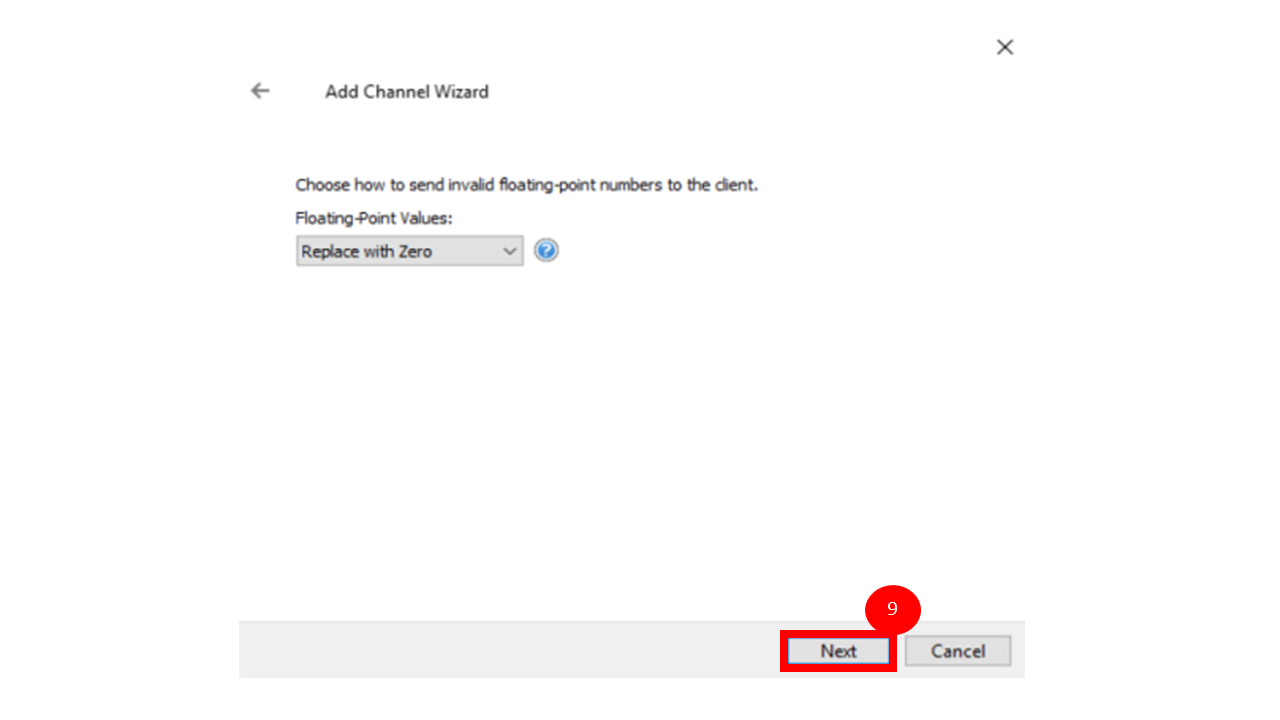 Add Channel Wizard
Choose how to send invalid floating-point numbers to the client.
Floating-Point Values:
Replace with Zero
9
Next
Cancel